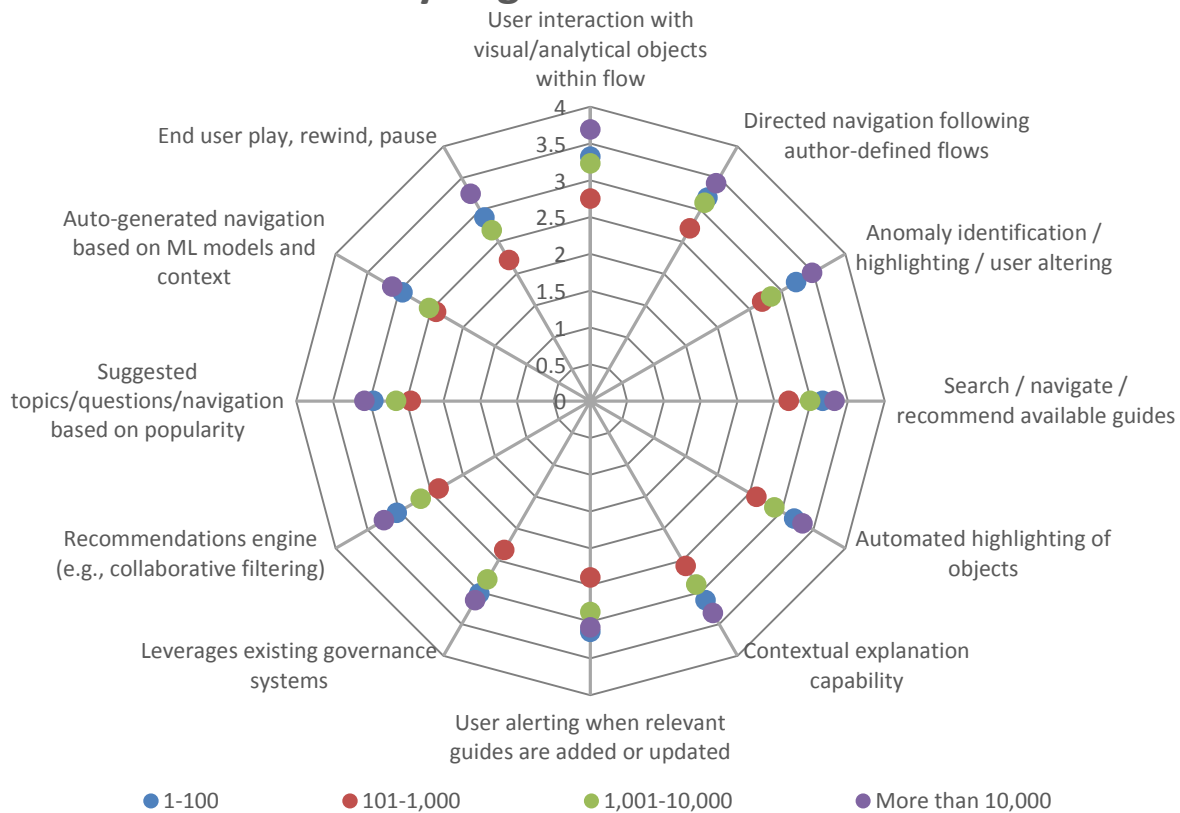 User interaction with
visual/analytical objects
within flow
Directed navigation following
author-defined flows
Anomaly identification /
highlighting / user altering
Search / navigate /
recommend available guides
Automated highlighting of
objects
Contextual explanation
capability
User alerting when relevant
guides are added or updated
Leverages existing governance
systems
Recommendations engine
(e.g., collaborative filtering)
Suggested
topics/questions/navigation
based on popularity
Auto-generated navigation
based on ML models and
context
End user play, rewind, pause
4
3.5
3
2.5
2
1.5
1
0.5
0
1-100
101-1,000
1,001-10,000
More than 10,000